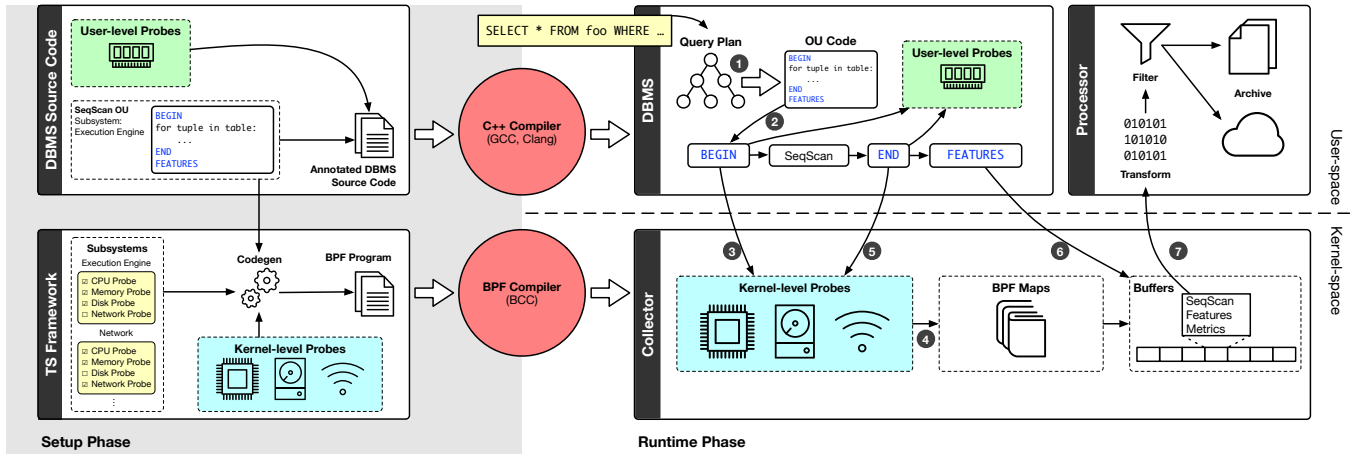 DBMS Source Code
User-level Probes
SeqScan OU
Subsystem:
Execution Engine
BEGIN
for tuple in table:
...
END
FEATURES
Annotated DBMS
Source Code
C++ Compiler
(GCC, Clang)
SELECT * FROM foo WHERE …
DBMS
Query Plan
1
OU Code
BEGIN
for tuple in table:
...
END
FEATURES
User-level Probes
2
BEGIN
SeqScan
END
FEATURES
Processor
Filter
Archive
010101
101010
010101
Transform
User-space
Kernel-space
TS Framework
Subsystems
Execution Engine
☑ CPU Probe
☑ Memory Probe
☑ Disk Probe
☐ Network Probe
Network
☑ CPU Probe
☑ Memory Probe
☐ Disk Probe
☑ Network Probe
⋮
Codegen
BPF Program
Kernel-level Probes
BPF Compiler
(BCC)
Collector
3
5
6
7
Kernel-level Probes
4
BPF Maps
Buffers
SeqScan
Features
Metrics
Setup Phase
Runtime Phase